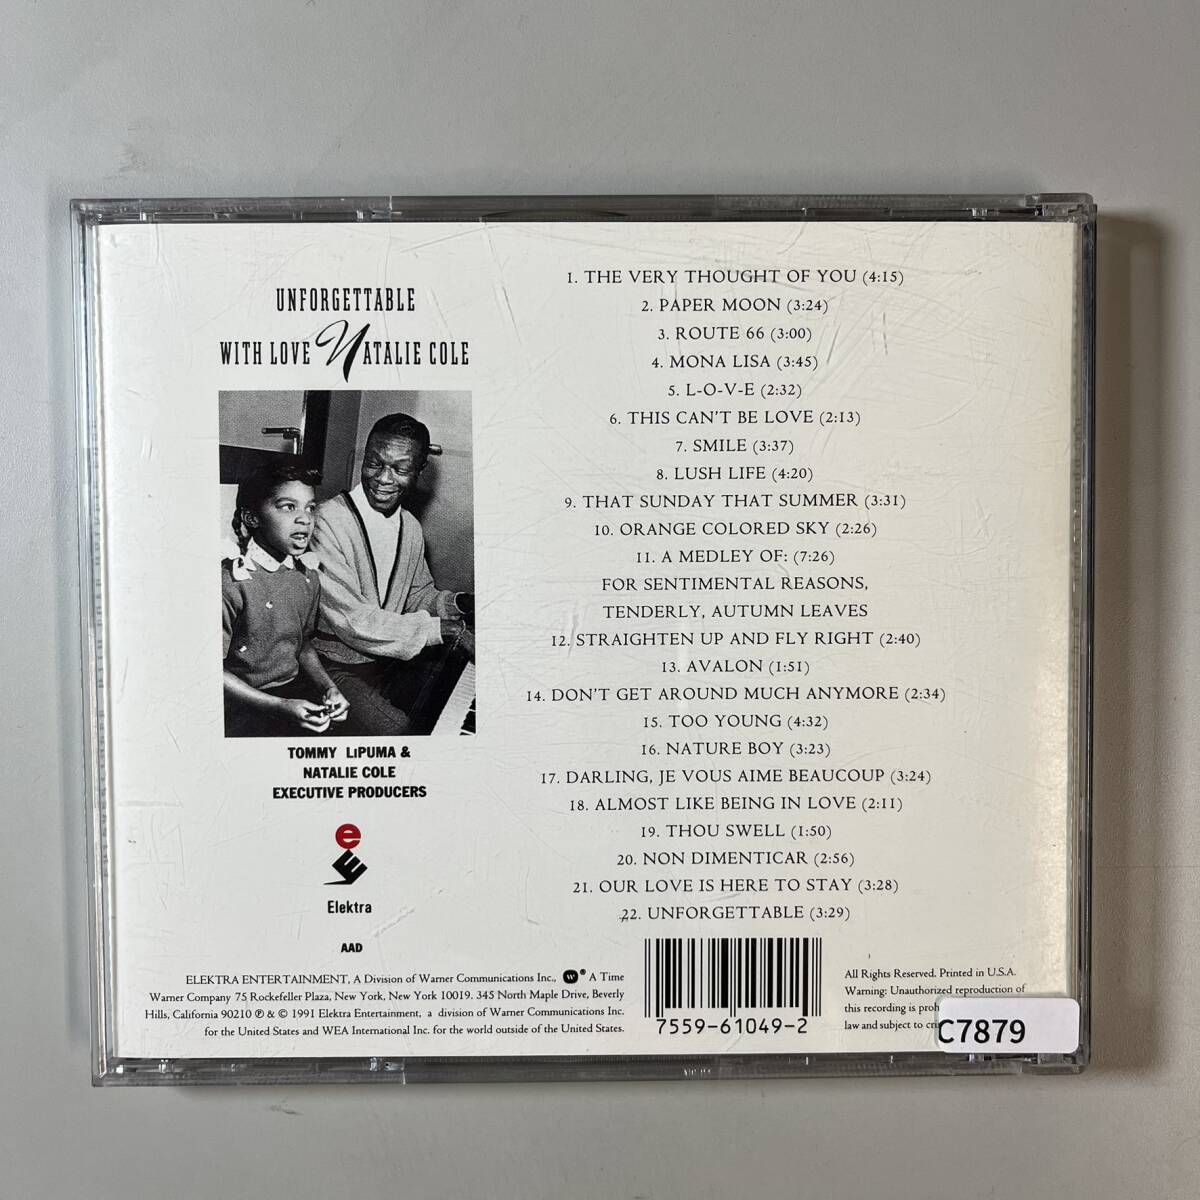 UNFORGETTABLE
WITH LOVE NATALIE COLE
TOMMY LiPUMA &
NATALIE COLE
EXECUTIVE PRODUCERS
e
E
Elektra
AAD
1. THE VERY THOUGHT OF YOU (4:15)
2. PAPER MOON (3:24)
3. ROUTE 66 (3:00)
4. MONA LISA (3:45)
5. L-O-V-E (2:32)
6. THIS CAN'T BE LOVE (2:13)
7. SMILE (3:37)
8. LUSH LIFE (4:20)
9. THAT SUNDAY THAT SUMMER (3:31)
10. ORANGE COLORED SKY (2:26)
11. A MEDLEY OF: (7:26)
FOR SENTIMENTAL REASONS,
TENDERLY, AUTUMN LEAVES
12. STRAIGHTEN UP AND FLY RIGHT (2:40)
13. AVALON (1:51)
14. DON'T GET AROUND MUCH ANYMORE (2:34)
15. TOO YOUNG (4:32)
16. NATURE BOY (3:23)
17. DARLING, JE VOUS AIME BEAUCOUP (3:24)
18. ALMOST LIKE BEING IN LOVE (2:11)
19. THOU SWELL (1:50)
20. NON DIMENTICAR (2:56)
21. OUR LOVE IS HERE TO STAY (3:28)
22. UNFORGETTABLE (3:29)
ELEKTRA ENTERTAINMENT, A Division of Warner Communications Inc., ® A Time
Warner Company 75 Rockefeller Plaza, New York, New York 10019. 345 North Maple Drive, Beverly
Hills, California 90210 ℗ & © 1991 Elektra Entertainment, a division of Warner Communications Inc.
for the United States and WEA International Inc. for the world outside of the United States.
7559-61049-2
All Rights Reserved. Printed in U.S.A.
Warning: Unauthorized reproduction of
this recording is proh
law and subject to cri
C7879